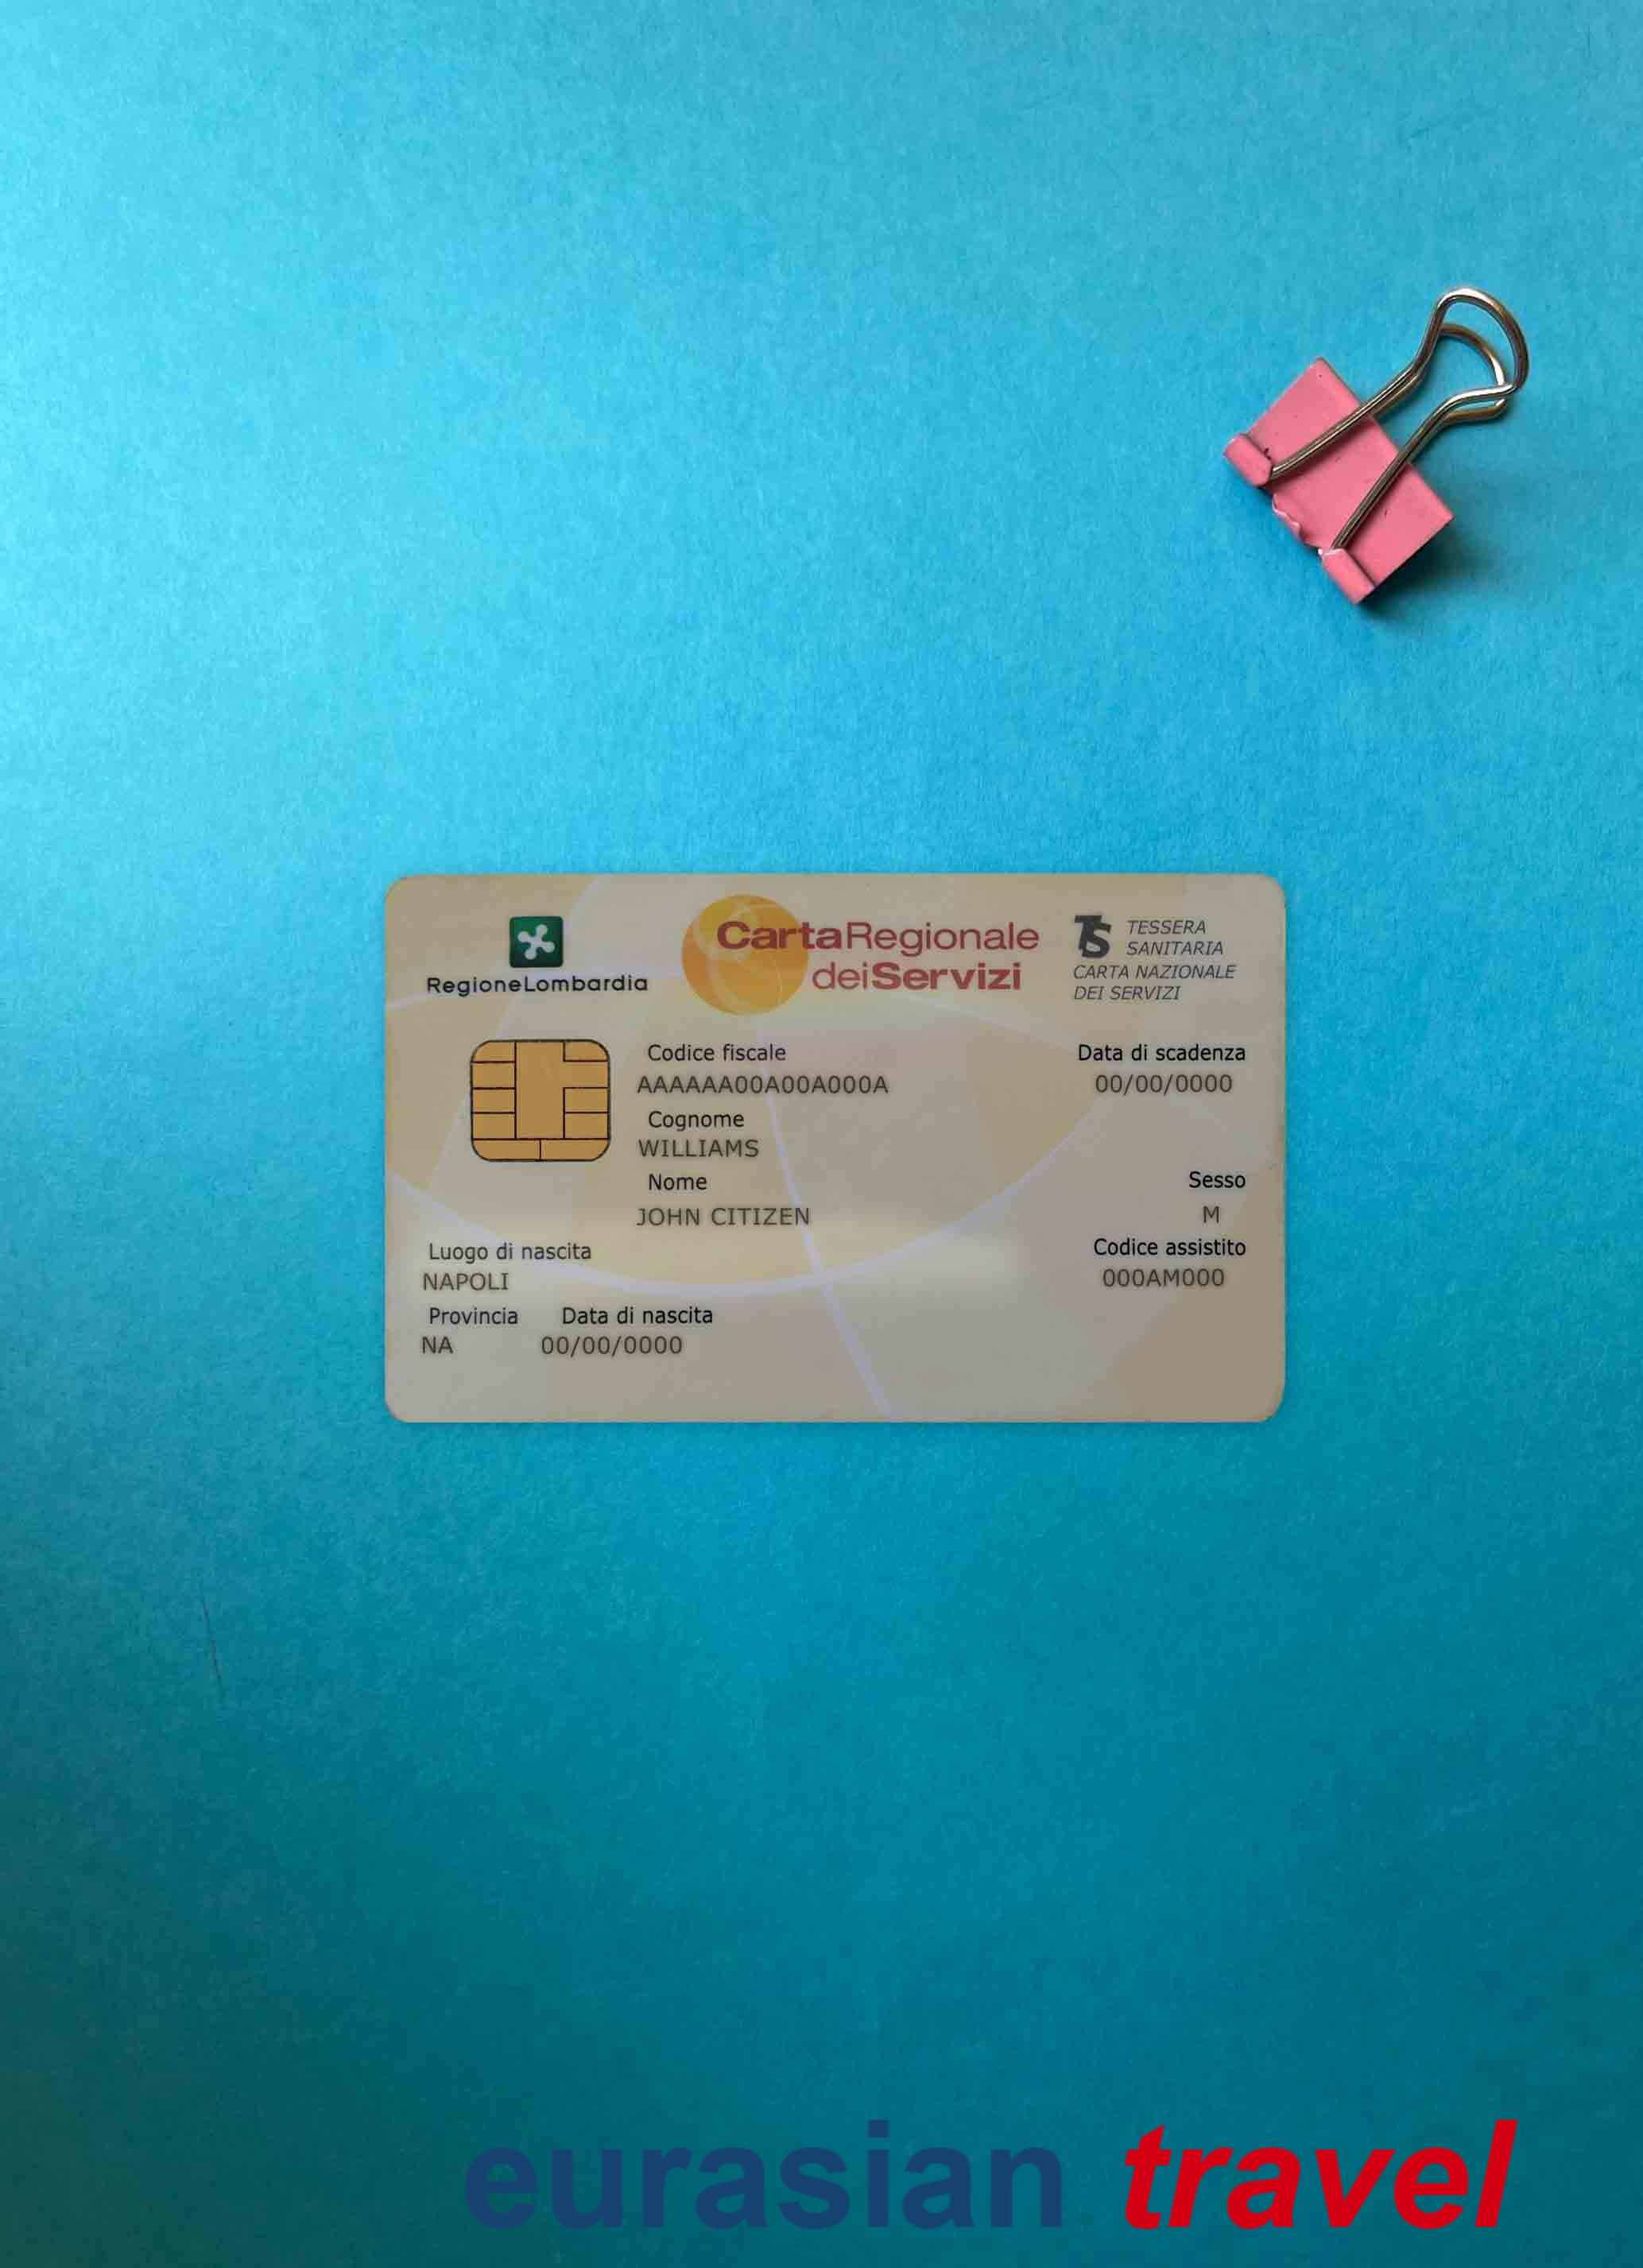 RegioneLombardia
CartaRegionale
deiServizi
TS TESSERA
SANITARIA
CARTA NAZIONALE
DEI SERVIZI
Codice fiscale
AAAAAA00A00A000A
Data di scadenza
00/00/0000
Cognome
WILLIAMS
Nome
JOHN CITIZEN
Sesso
M
Luogo di nascita
NAPOLI
Codice assistito
000AM000
Provincia Data di nascita
NA 00/00/0000
eurasian travel